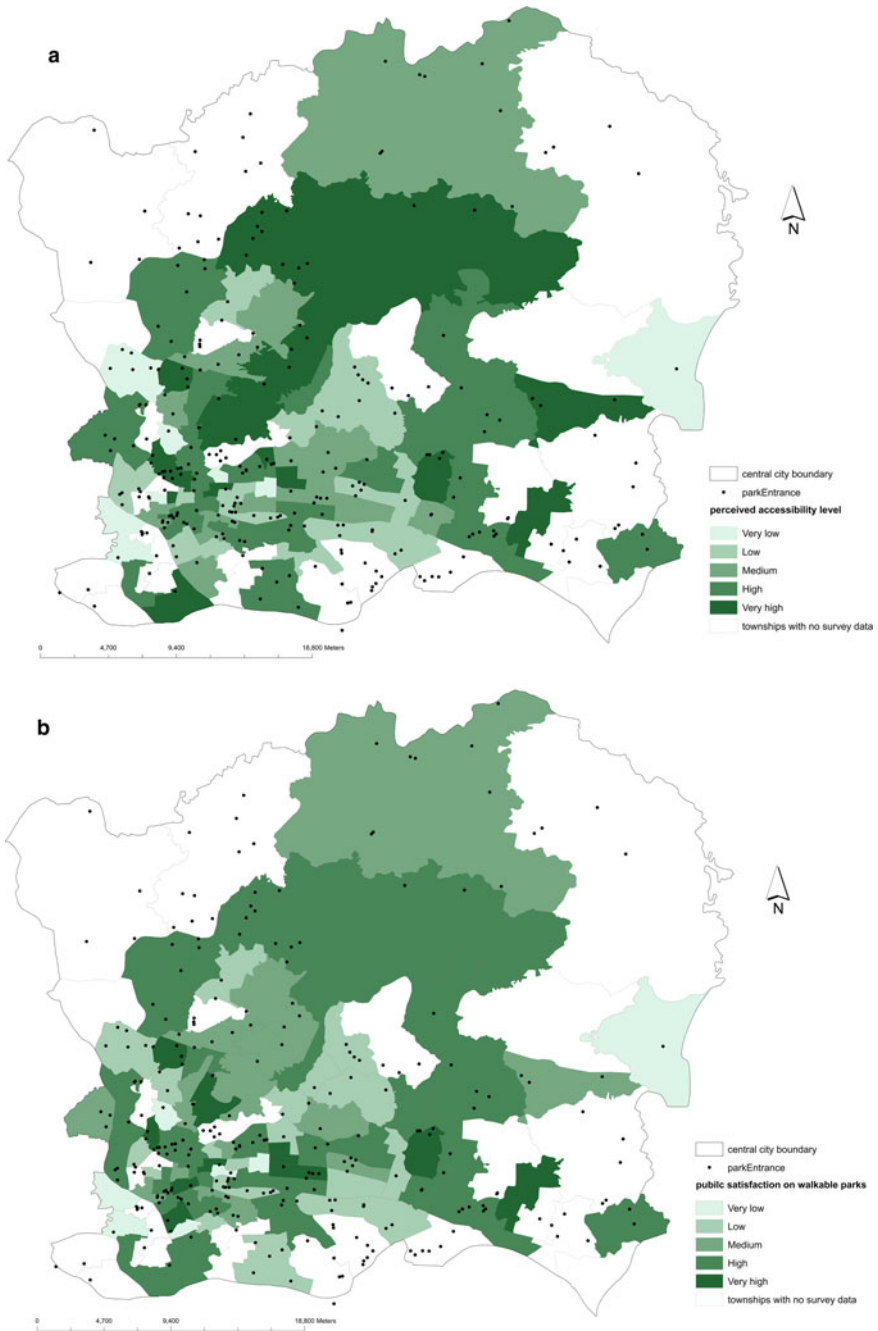 a
N
central city boundary
parkEntrance
perceived accessibility level
Very low
Low
Medium
High
Very high
townships with no survey data
0 4,700 9,400 18,800 Meters
b
N
central city boundary
parkEntrance
public satisfaction on walkable parks
Very low
Low
Medium
High
Very high
townships with no survey data
0 4,700 9,400 18,800 Meters